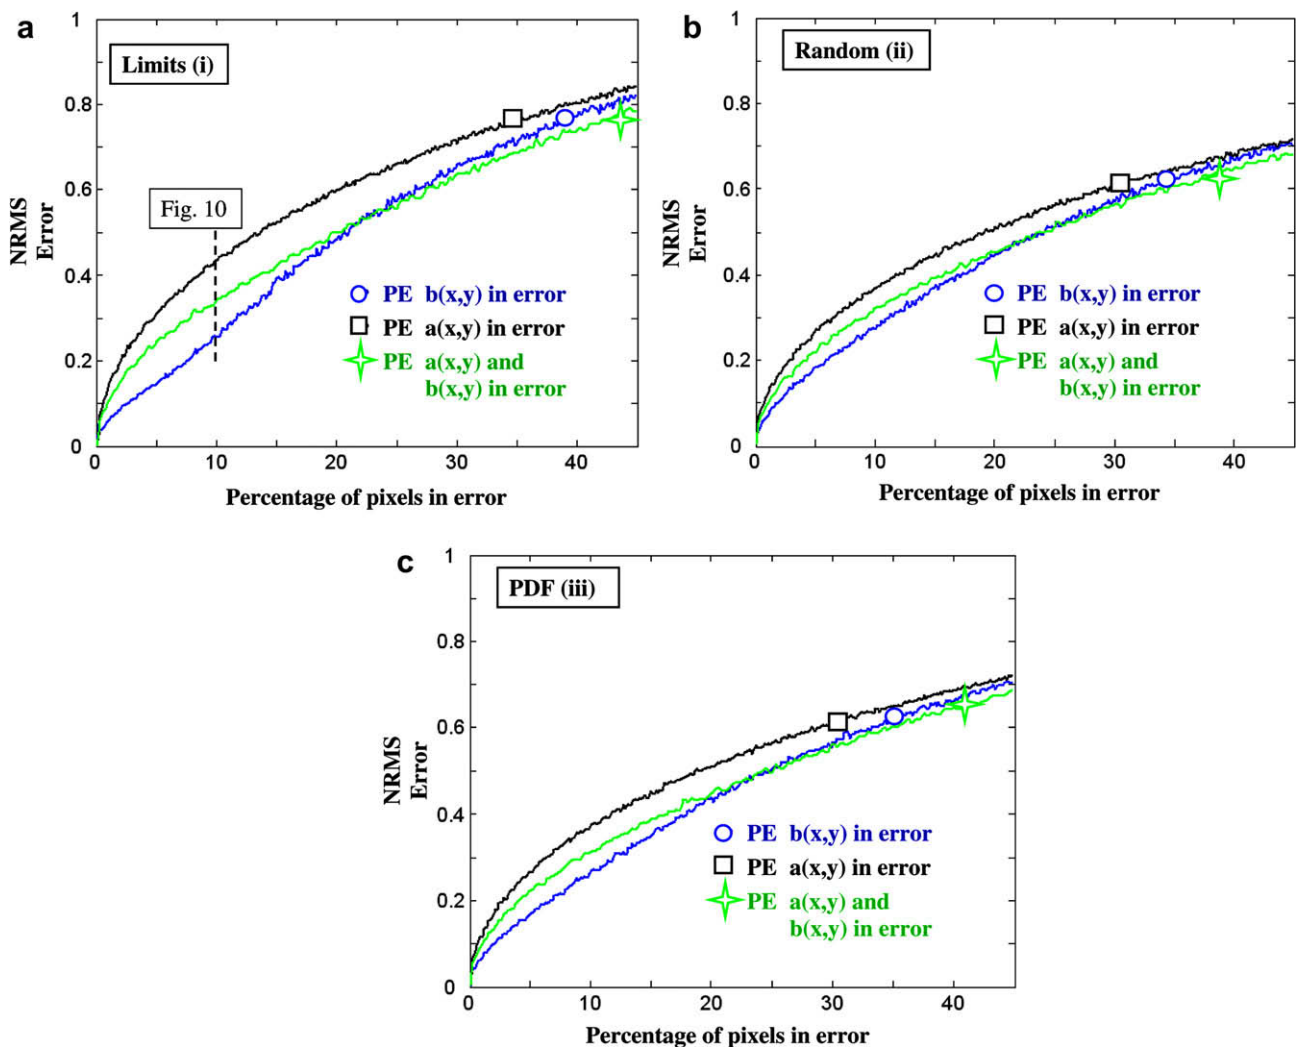 a
Limits (i)
1
0.8
0.6
0.4
0.2
0
NRMS
Error
Fig. 10
PE b(x,y) in error
PE a(x,y) in error
PE a(x,y) and
b(x,y) in error
0 10 20 30 40
Percentage of pixels in error
b
Random (ii)
1
0.8
0.6
0.4
0.2
0
NRMS
Error
PE b(x,y) in error
PE a(x,y) in error
PE a(x,y) and
b(x,y) in error
0 10 20 30 40
Percentage of pixels in error
c
PDF (iii)
1
0.8
0.6
0.4
0.2
0
NRMS
Error
PE b(x,y) in error
PE a(x,y) in error
PE a(x,y) and
b(x,y) in error
0 10 20 30 40
Percentage of pixels in error